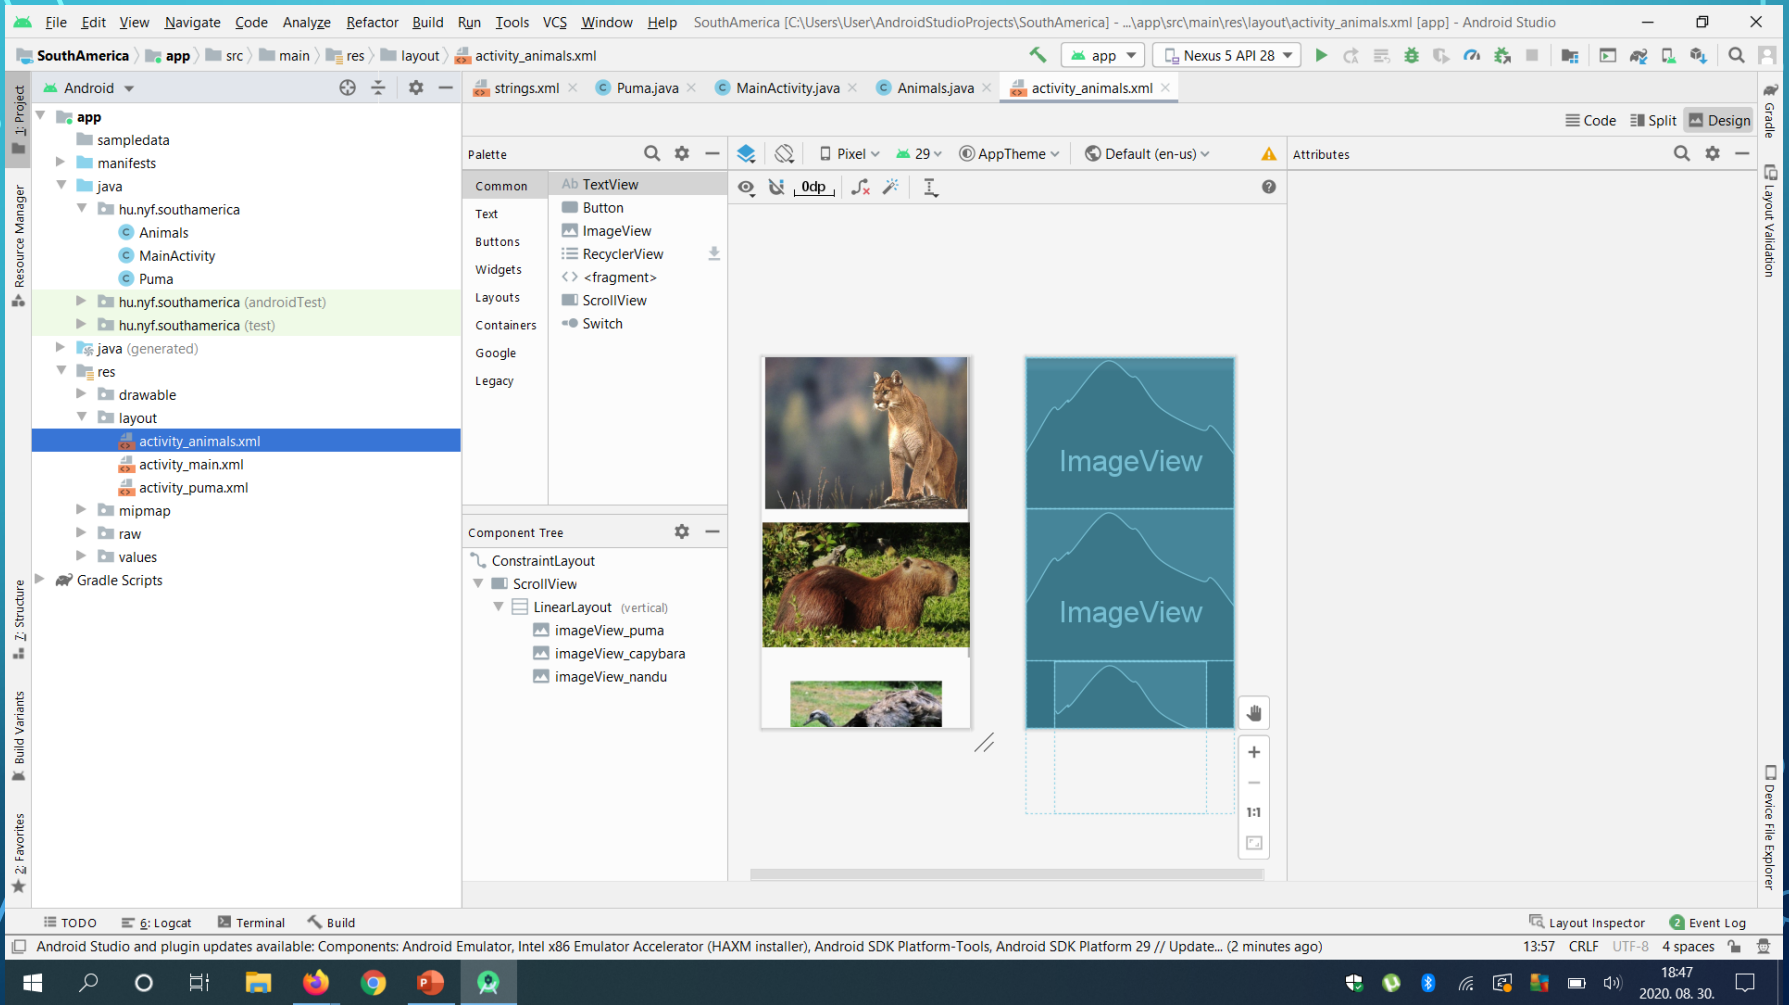 File Edit View Navigate Code Analyze Refactor Build Run Tools VCS Window Help SouthAmerica [C:\Users\User\AndroidStudioProjects\SouthAmerica] - ...\app\src\main\res\layout\activity_animals.xml [app] - Android Studio
SouthAmerica app src main res layout activity_animals.xml app Nexus 5 API 28
Android strings.xml Puma.java MainActivity.java Animals.java activity_animals.xml
Code Split Design
Palette Pixel 29 AppTheme Default (en-us) Attributes
0dp
Common
Text
Buttons
Widgets
Layouts
Containers
Google
Legacy
Ab TextView
Button
ImageView
RecyclerView
<fragment>
ScrollView
Switch
app
sampledata
manifests
java
hu.nyf.southamerica
Animals
MainActivity
Puma
hu.nyf.southamerica (androidTest)
hu.nyf.southamerica (test)
java (generated)
res
drawable
layout
activity_animals.xml
activity_main.xml
activity_puma.xml
mipmap
raw
values
Gradle Scripts
Component Tree
ConstraintLayout
ScrollView
LinearLayout (vertical)
imageView_puma
imageView_capybara
imageView_nandu
ImageView
ImageView
1:1
1: Project
Resource Manager
7: Structure
Build Variants
2: Favorites
Gradle
Layout Validation
Device File Explorer
TODO 6: Logcat Terminal Build Layout Inspector 2 Event Log
Android Studio and plugin updates available: Components: Android Emulator, Intel x86 Emulator Accelerator (HAXM installer), Android SDK Platform-Tools, Android SDK Platform 29 // Update... (2 minutes ago) 13:57 CRLF UTF-8 4 spaces
18:47
2020. 08. 30.